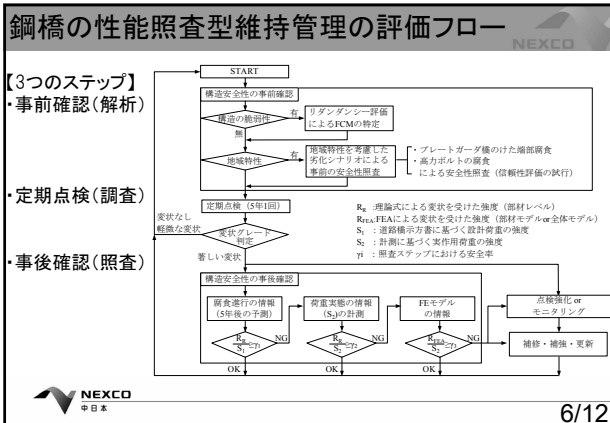 鋼橋の性能照査型維持管理の評価フロー
NEXCO
【3つのステップ】
・事前確認(解析)
・定期点検(調査)
・事後確認(照査)
START
構造安全性の事前確認
構造の脆弱性
有
リダンダンシー評価
によるFCMの特定
無
地域特性
有
地域特性を考慮した
劣化シナリオによる
事前の安全性照査
・プレートガーダ橋のけた端部腐食
・高力ボルトの腐食
による安全性照査(信頼性評価の試行)
定期点検(5年1回)
変状なし
軽微な変状
変状グレード
判定
著しい変状
R_R :理論式による変状を受けた強度(部材レベル)
R_FEA:FEAによる変状を受けた強度(部材モデルor全体モデル)
S₁ :道路橋示方書に基づく設計荷重の強度
S₂ :計測に基づく実作用荷重の強度
γi :照査ステップにおける安全率
構造安全性の事後確認
腐食進行の情報
(5年後の予測)
荷重実態の情報
(S₂)の計測
FEモデル
の情報
点検強化 or
モニタリング
R_R/S₁≥γ₁
NG
R_R/S₂≥γ₂
NG
R_FEA/S₂≥γ₃
NG
補修・補強・更新
OK
OK
OK
NEXCO
中日本
6/12